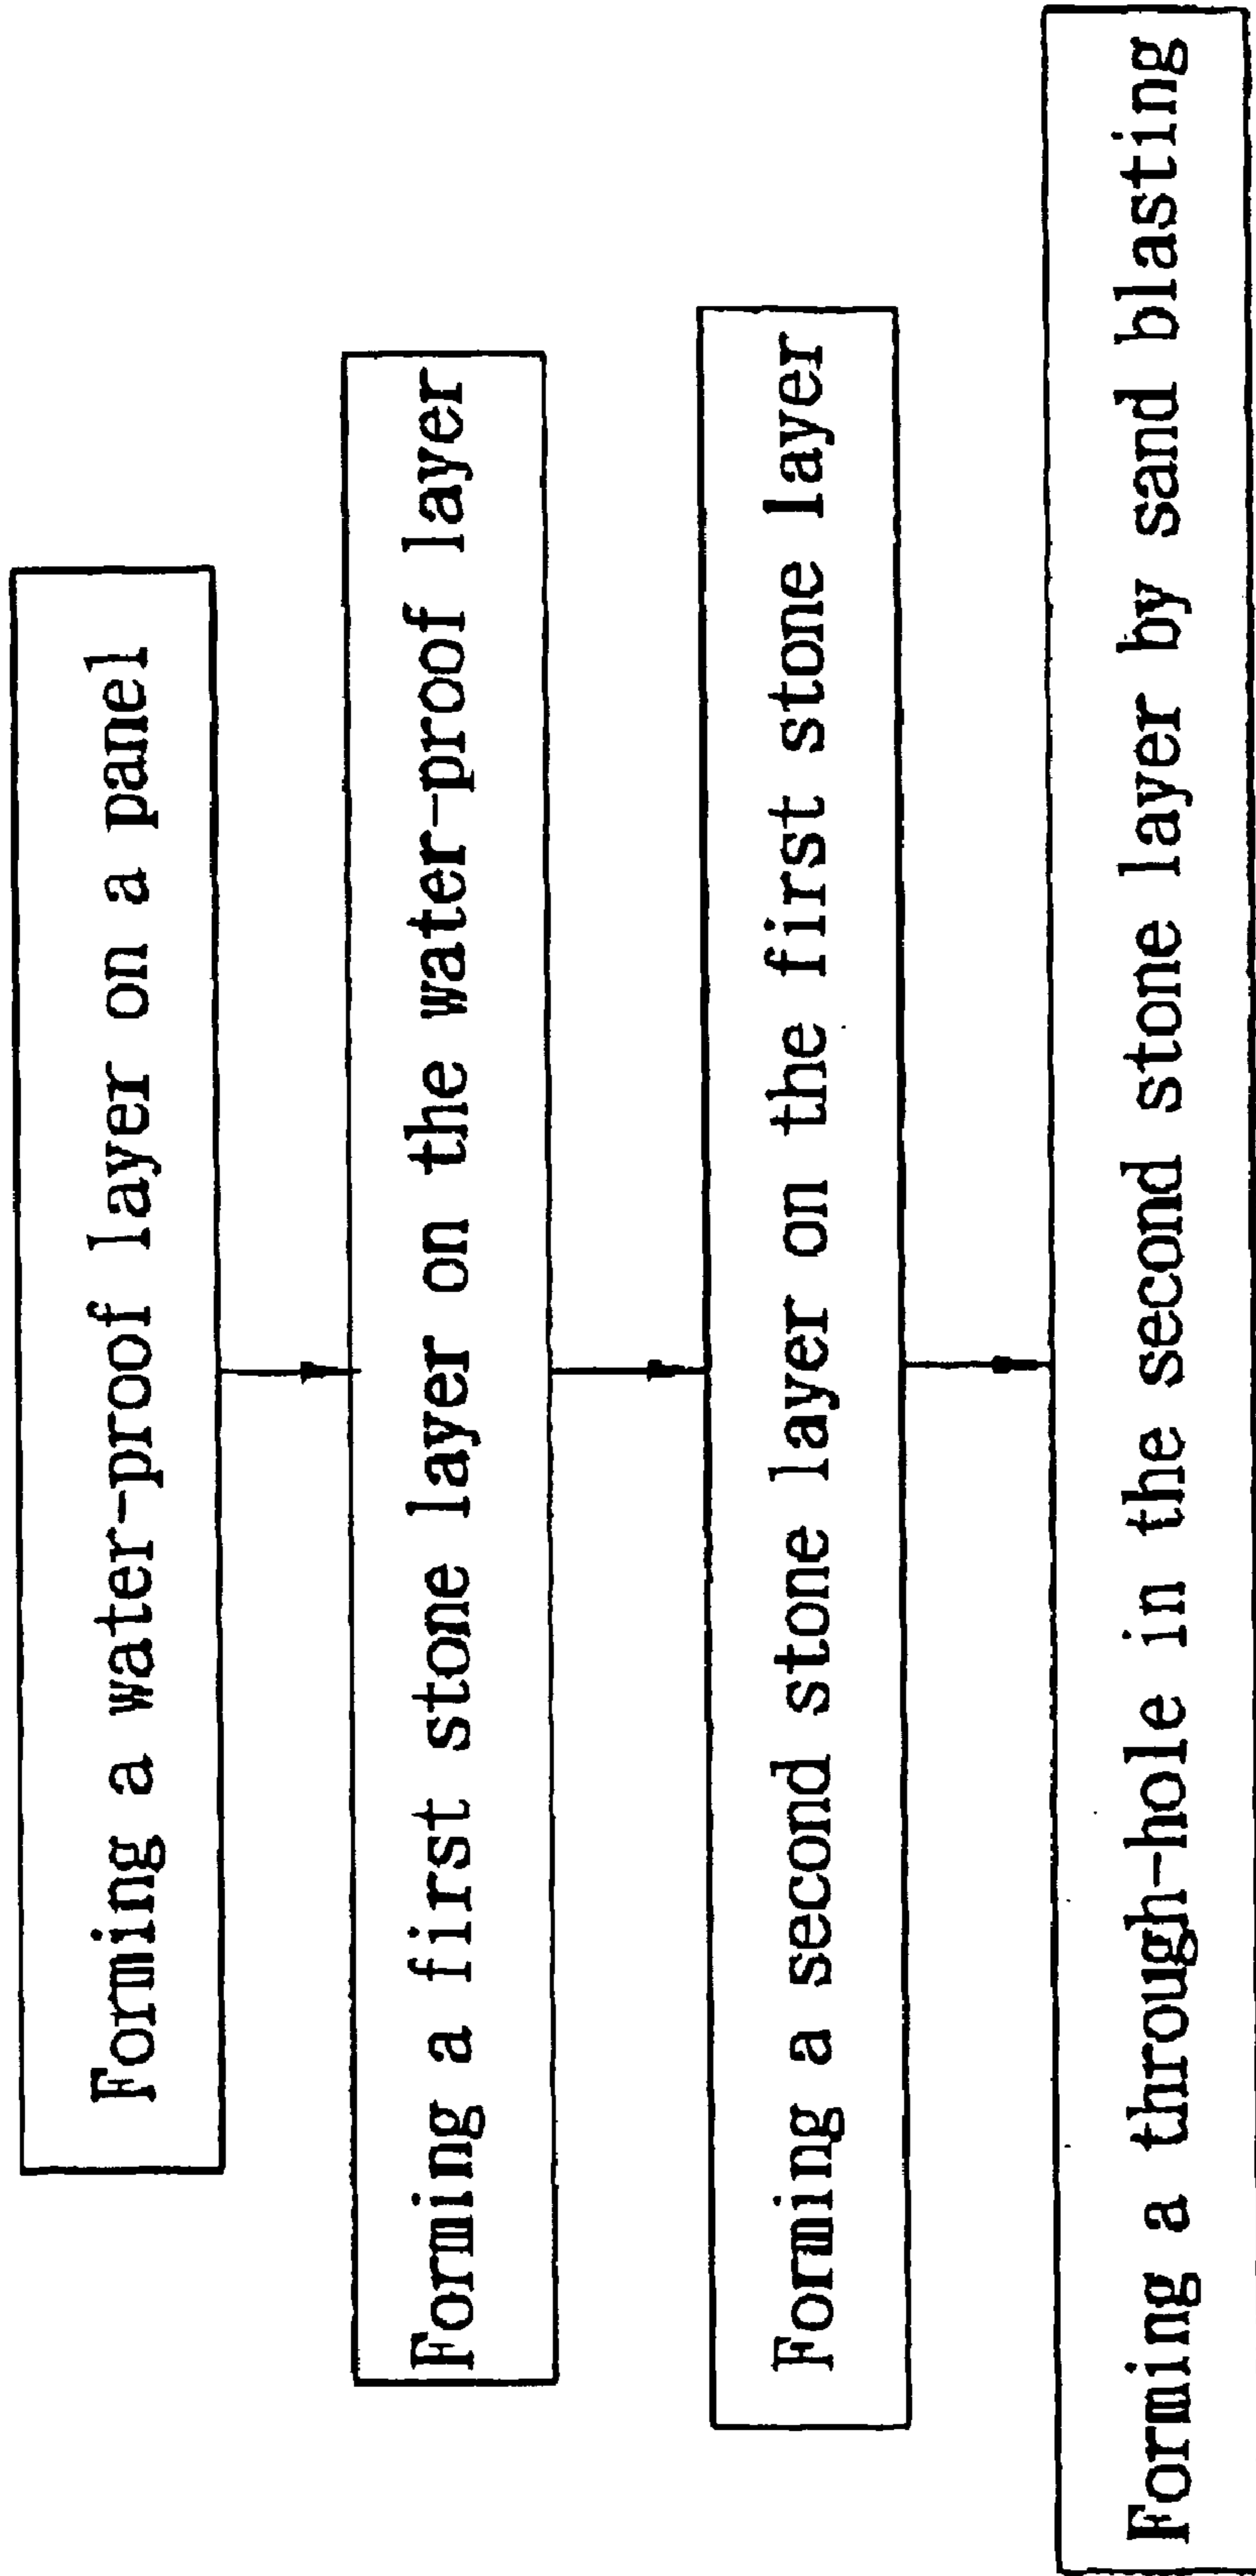 Forming a water-proof layer on a panel
Forming a first stone layer on the water-proof layer
Forming a second stone layer on the first stone layer
Forming a through-hole in the second stone layer by sand blasting